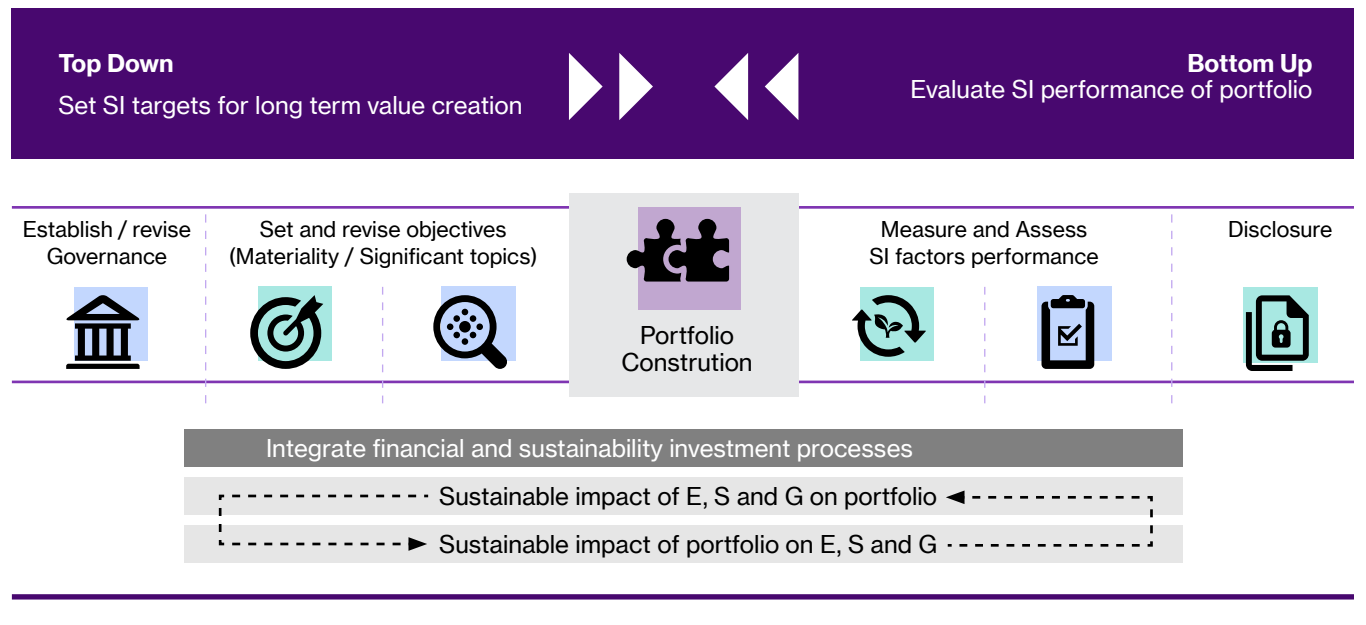 Top Down
Set SI targets for long term value creation
Bottom Up
Evaluate SI performance of portfolio
Establish / revise
Governance
Set and revise objectives
(Materiality / Significant topics)
Portfolio
Constrution
Measure and Assess
SI factors performance
Disclosure
Integrate financial and sustainability investment processes
Sustainable impact of E, S and G on portfolio
Sustainable impact of portfolio on E, S and G